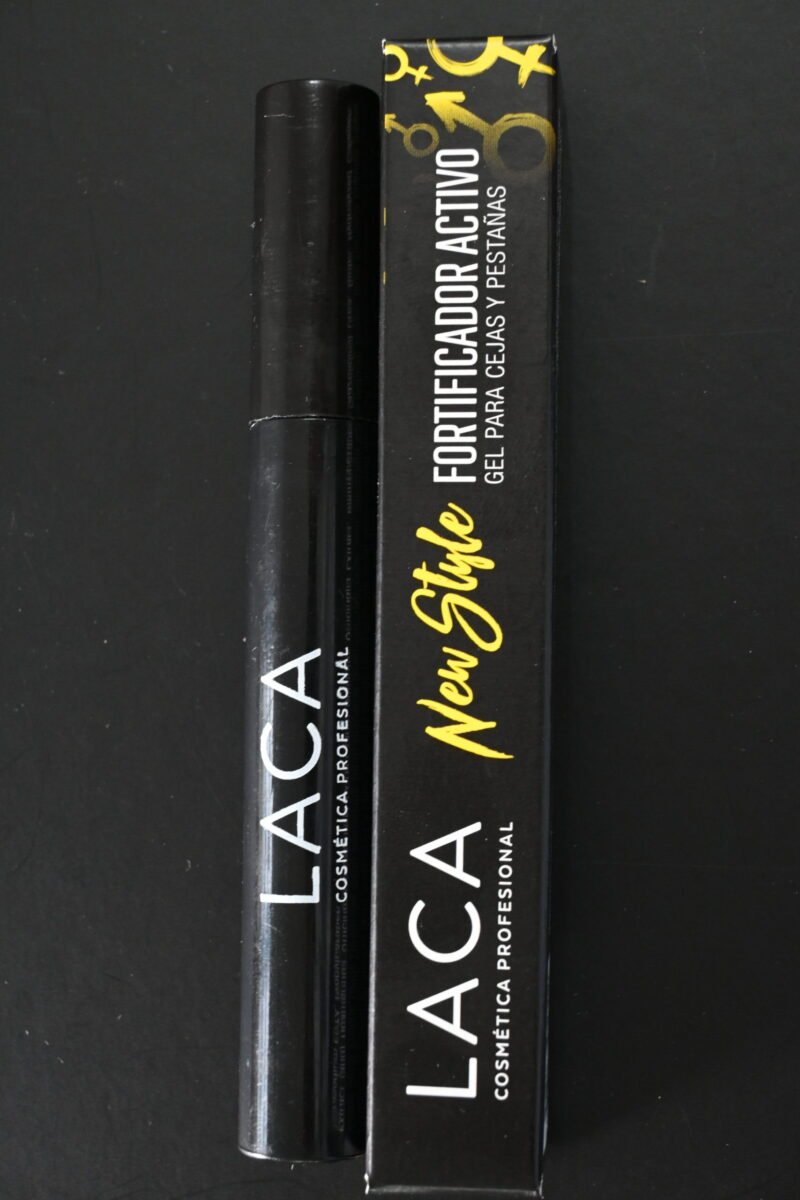 LACA
COSMÉTICA PROFESIONAL
LACA
COSMÉTICA PROFESIONAL
New Style
FORTIFICADOR ACTIVO
GEL PARA CEJAS Y PESTAÑAS